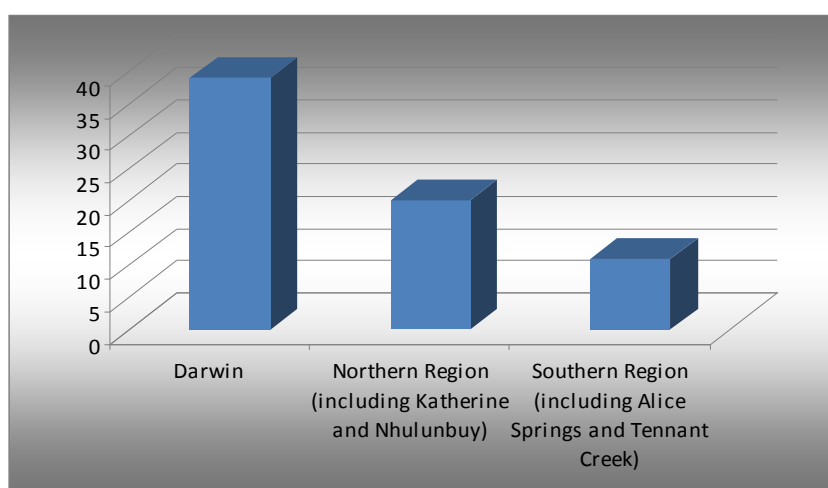 40
35
30
25
20
15
10
5
0
Darwin
Northern Region
(including Katherine
and Nhulunbuy)
Southern Region
(including Alice
Springs and Tennant
Creek)